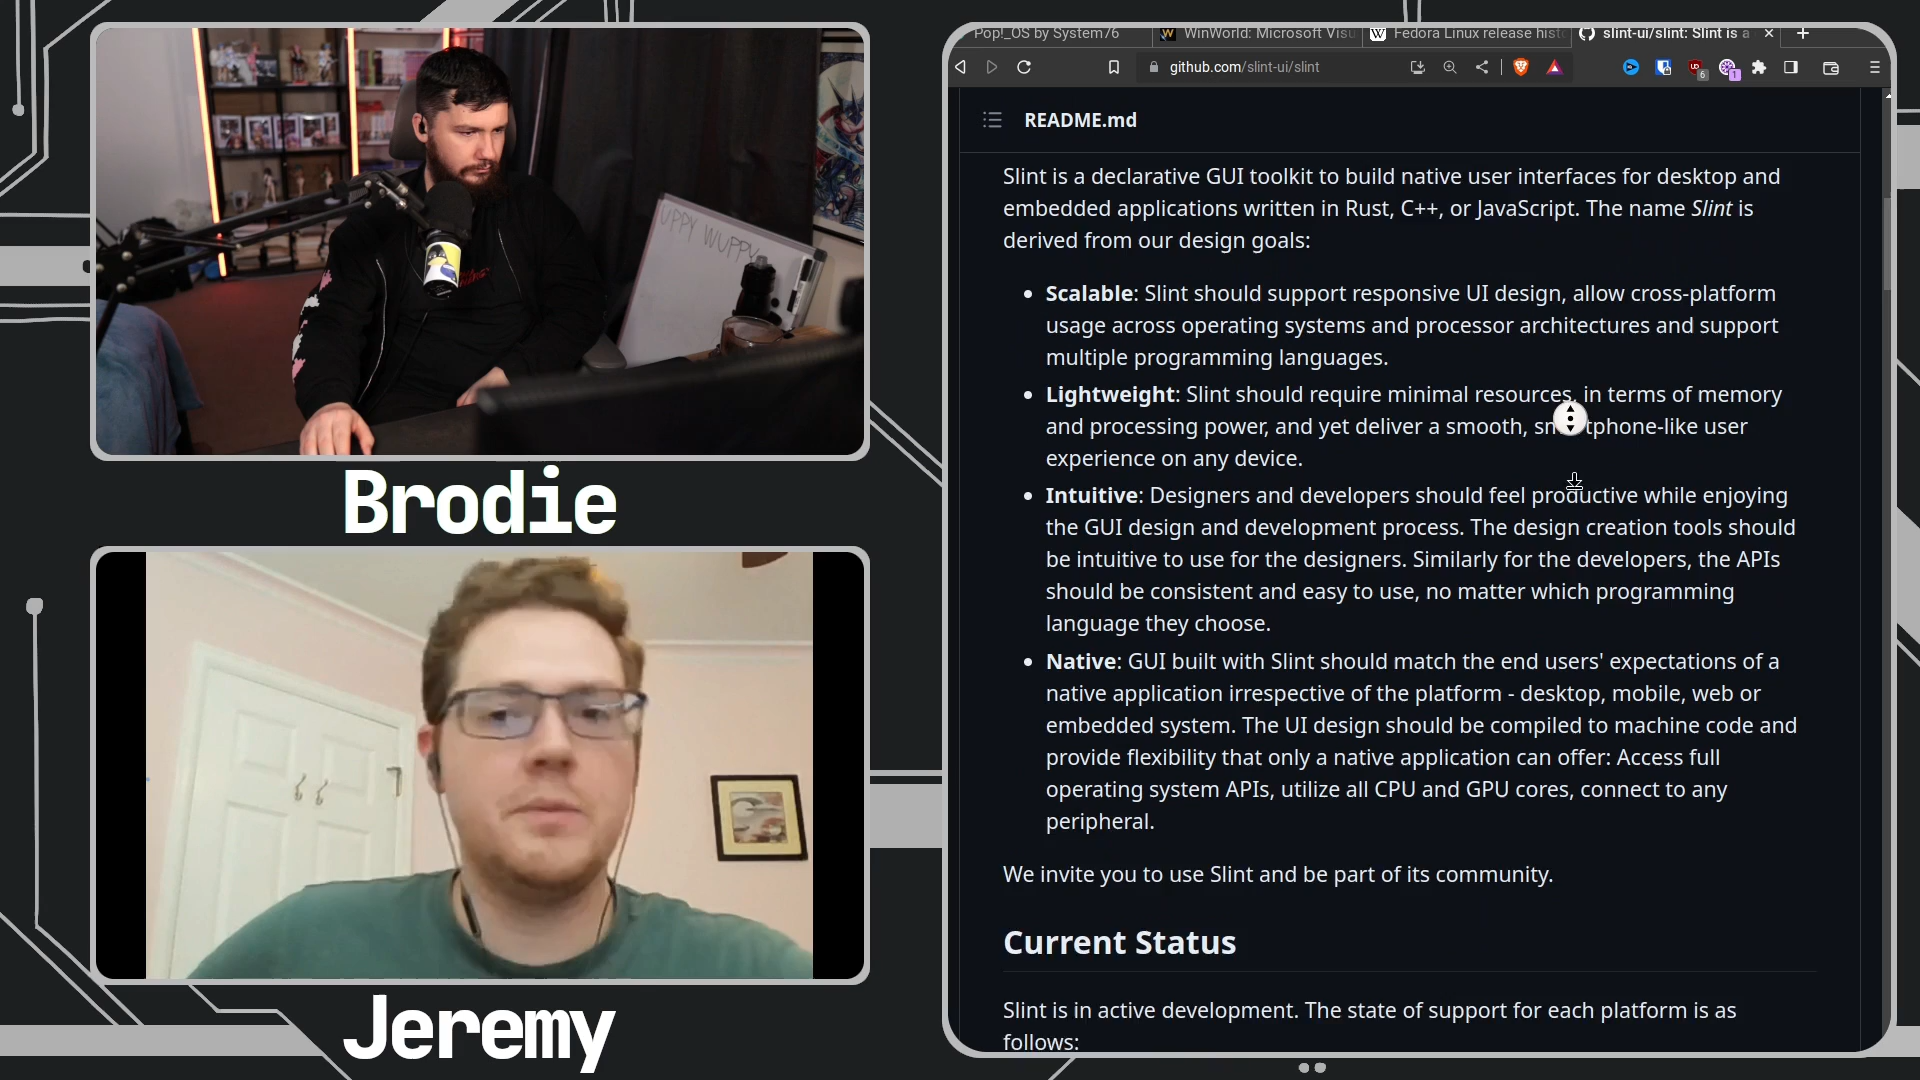 Pop!_OS by System76
WinWorld: Microsoft Visu
Fedora Linux release hist
slint-ui/slint: Slint is a
github.com/slint-ui/slint
6
1
README.md
Slint is a declarative GUI toolkit to build native user interfaces for desktop and
embedded applications written in Rust, C++, or JavaScript. The name Slint is
derived from our design goals:
Scalable: Slint should support responsive UI design, allow cross-platform
usage across operating systems and processor architectures and support
multiple programming languages.
Lightweight: Slint should require minimal resources, in terms of memory
and processing power, and yet deliver a smooth, smartphone-like user
experience on any device.
Intuitive: Designers and developers should feel productive while enjoying
the GUI design and development process. The design creation tools should
be intuitive to use for the designers. Similarly for the developers, the APIs
should be consistent and easy to use, no matter which programming
language they choose.
Native: GUI built with Slint should match the end users' expectations of a
native application irrespective of the platform - desktop, mobile, web or
embedded system. The UI design should be compiled to machine code and
provide flexibility that only a native application can offer: Access full
operating system APIs, utilize all CPU and GPU cores, connect to any
peripheral.
We invite you to use Slint and be part of its community.
Current Status
Slint is in active development. The state of support for each platform is as
follows:
UPPY WUPPY
Brodie
Jeremy